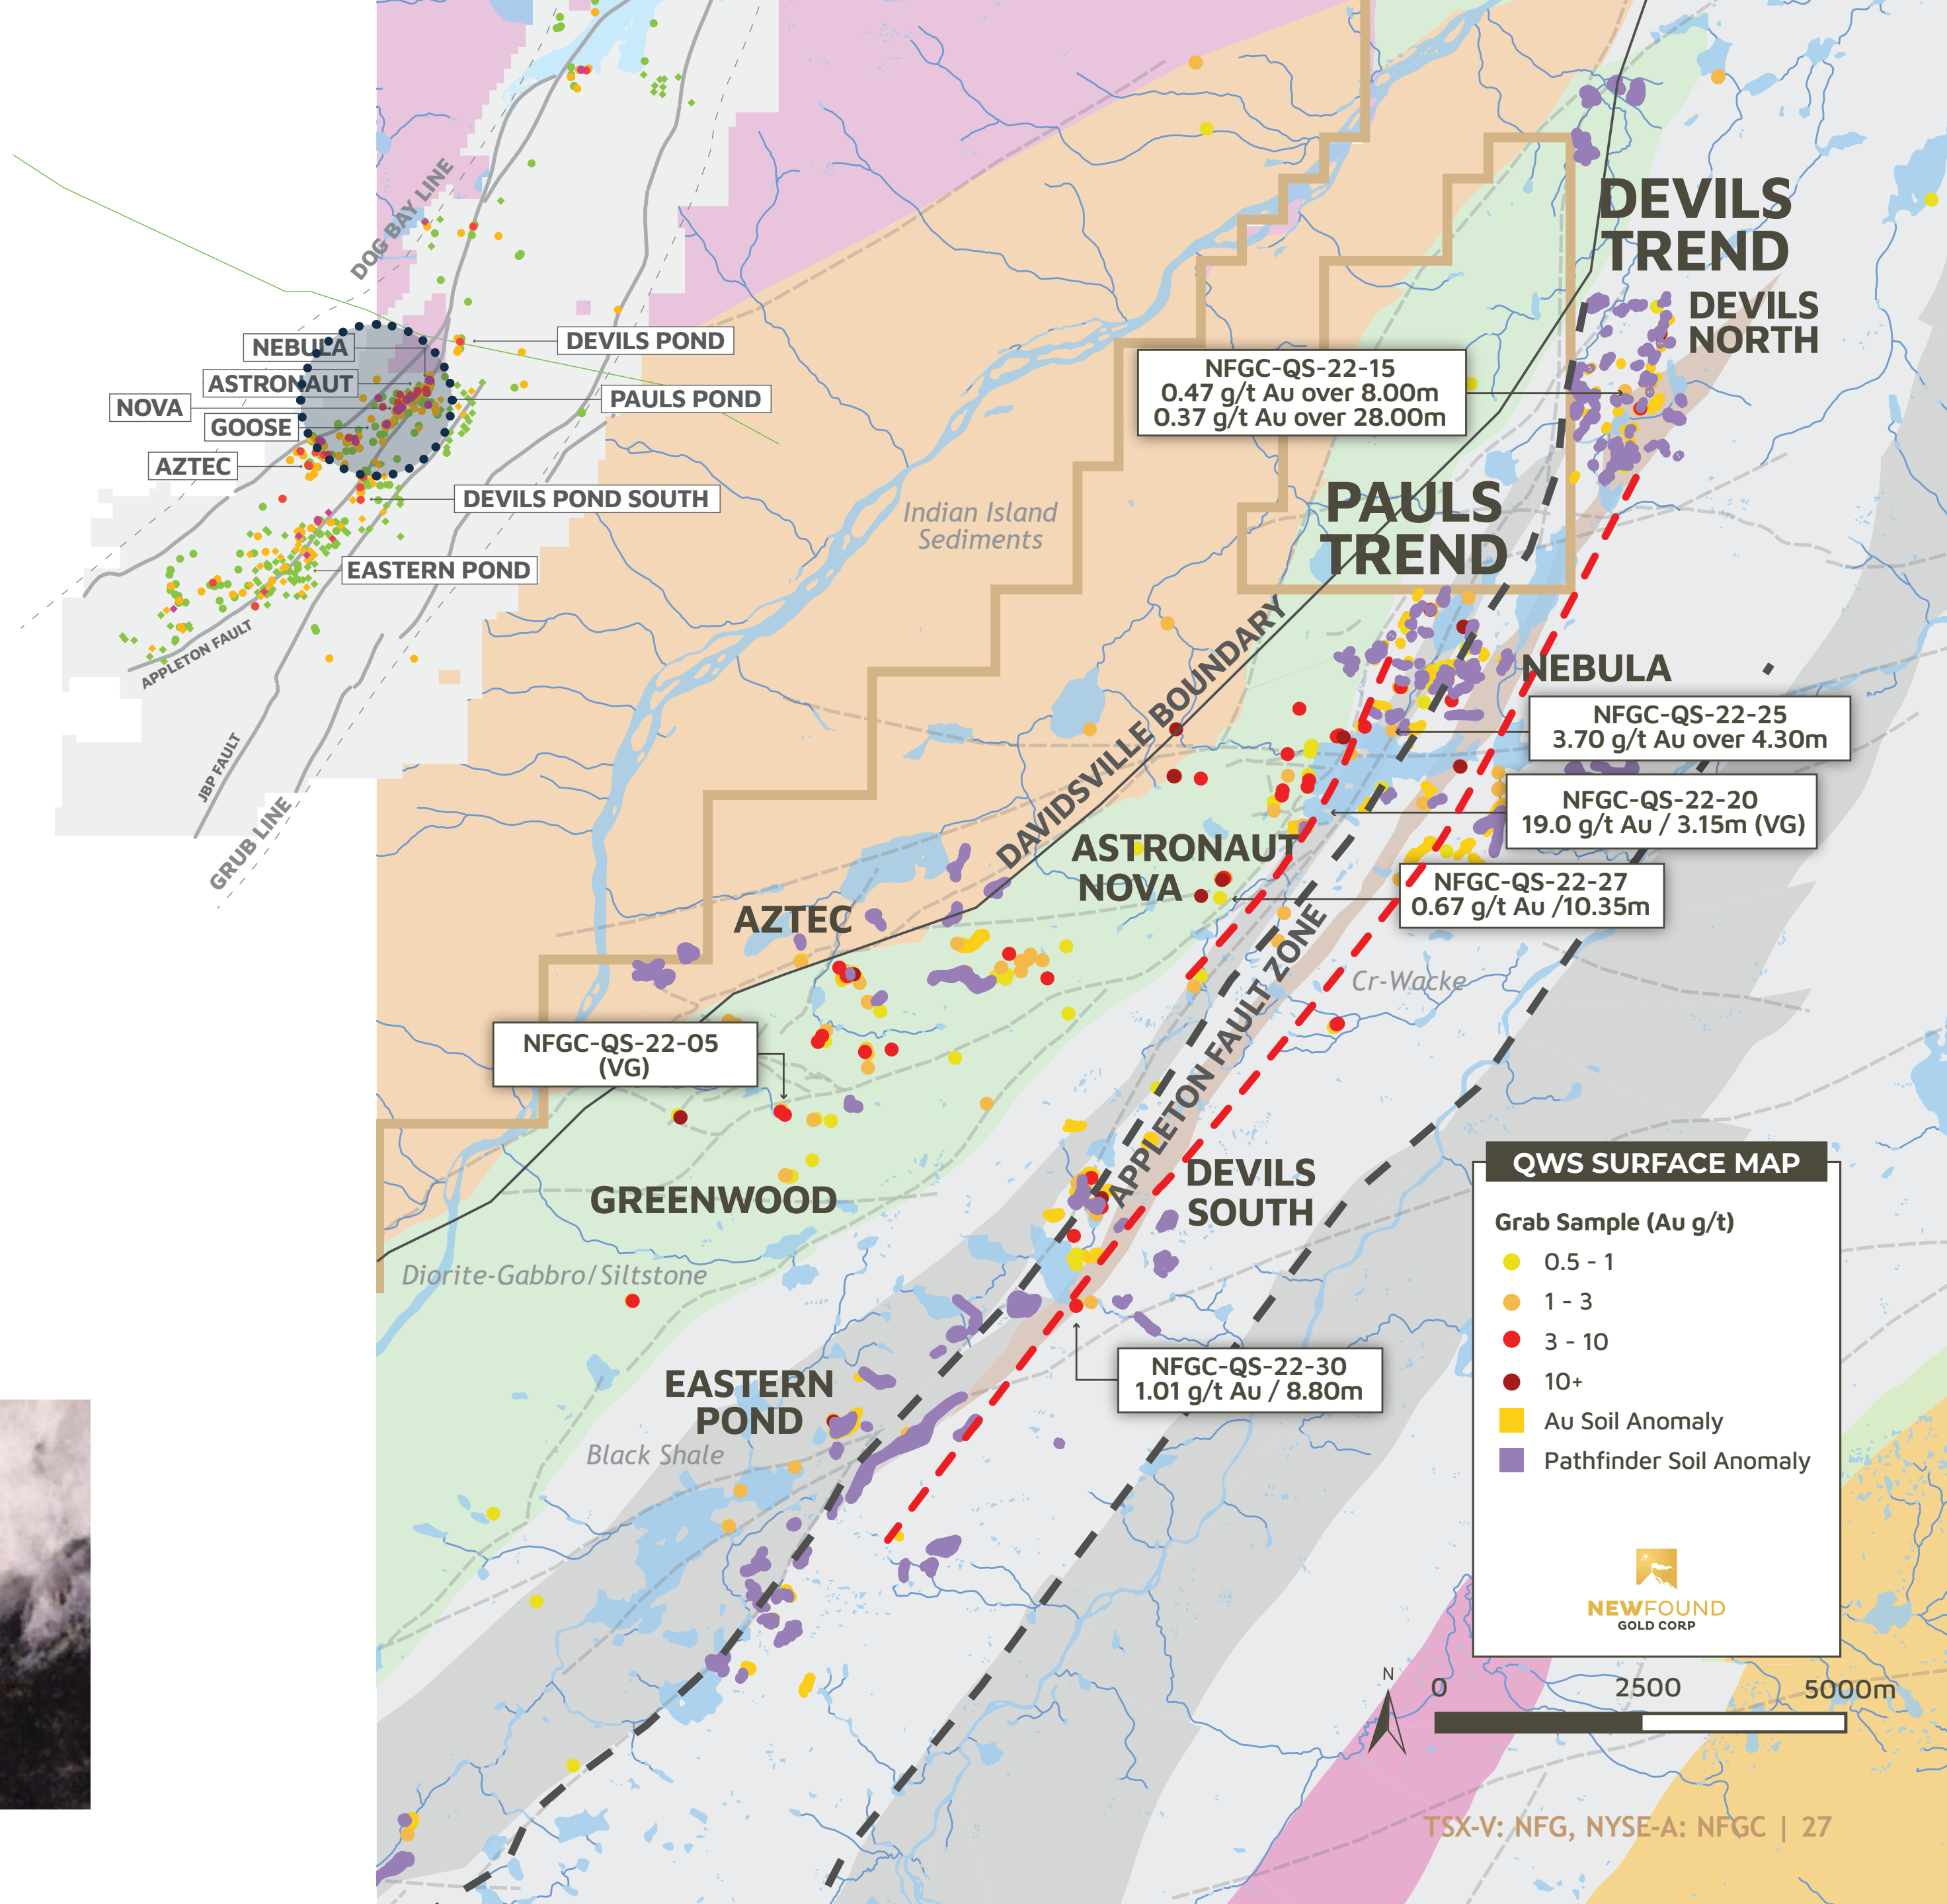 DOG BAY LINE
NEBULA
ASTRONAUT
NOVA
GOOSE
AZTEC
DEVILS POND
PAULS POND
DEVILS POND SOUTH
EASTERN POND
APPLETON FAULT
JBP FAULT
GRUB LINE
DEVILS
TREND
DEVILS
NORTH
NFGC-QS-22-15
0.47 g/t Au over 8.00m
0.37 g/t Au over 28.00m
PAULS
TREND
Indian Island
Sediments
DAVIDSVILLE BOUNDARY
NEBULA
NFGC-QS-22-25
3.70 g/t Au over 4.30m
NFGC-QS-22-20
19.0 g/t Au / 3.15m (VG)
ASTRONAUT
NOVA
NFGC-QS-22-27
0.67 g/t Au /10.35m
AZTEC
Cr-Wacke
APPLETON FAULT ZONE
NFGC-QS-22-05
(VG)
GREENWOOD
DEVILS
SOUTH
Diorite-Gabbro/Siltstone
NFGC-QS-22-30
1.01 g/t Au / 8.80m
EASTERN
POND
Black Shale
QWS SURFACE MAP
Grab Sample (Au g/t)
0.5 - 1
1 - 3
3 - 10
10+
Au Soil Anomaly
Pathfinder Soil Anomaly
NEWFOUND
GOLD CORP
N
0 2500 5000m
TSX-V: NFG, NYSE-A: NFGC | 27